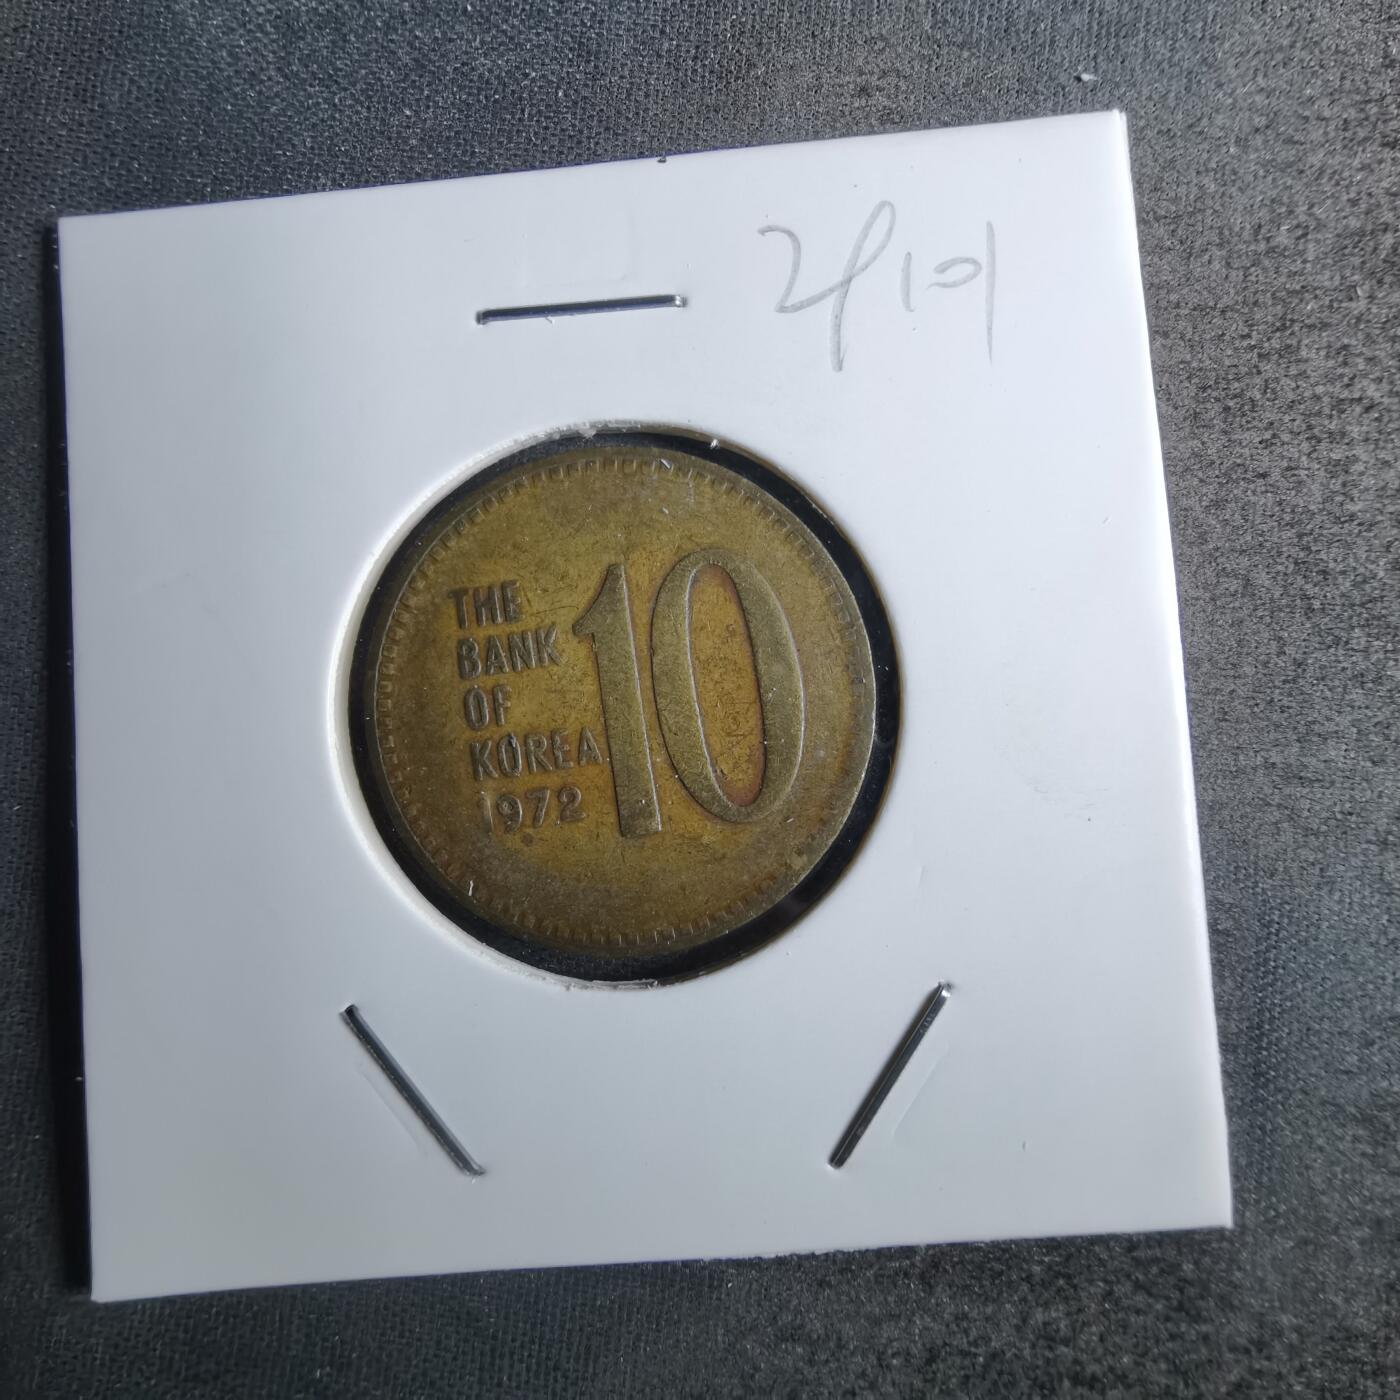 THE
BANK
OF
KOREA
1972
10